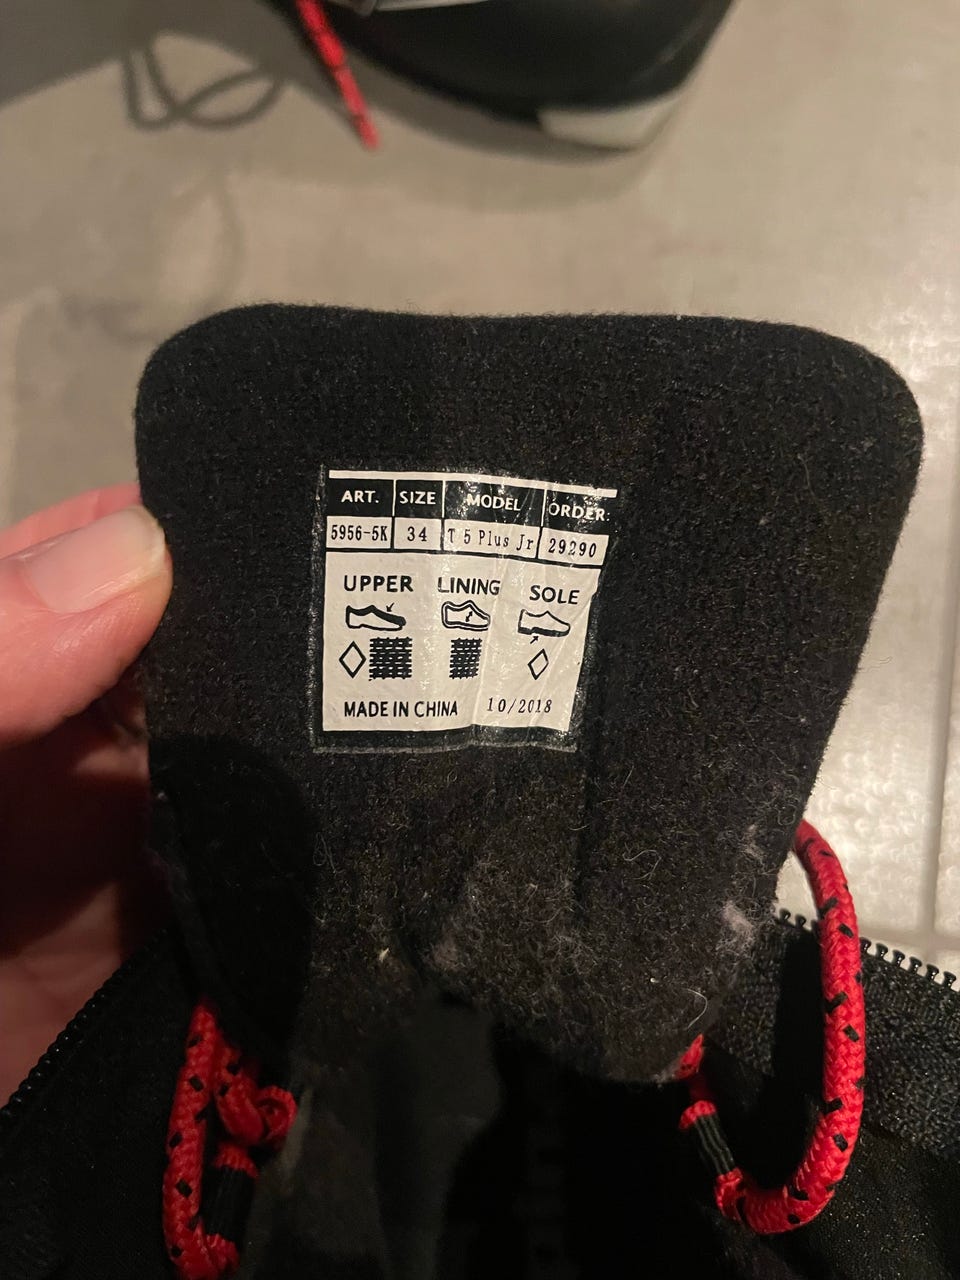 ART. SIZE MODEL ORDER.
5956-5K 34 T 5 Plus Jr 29290
UPPER LINING SOLE
MADE IN CHINA 10/2018